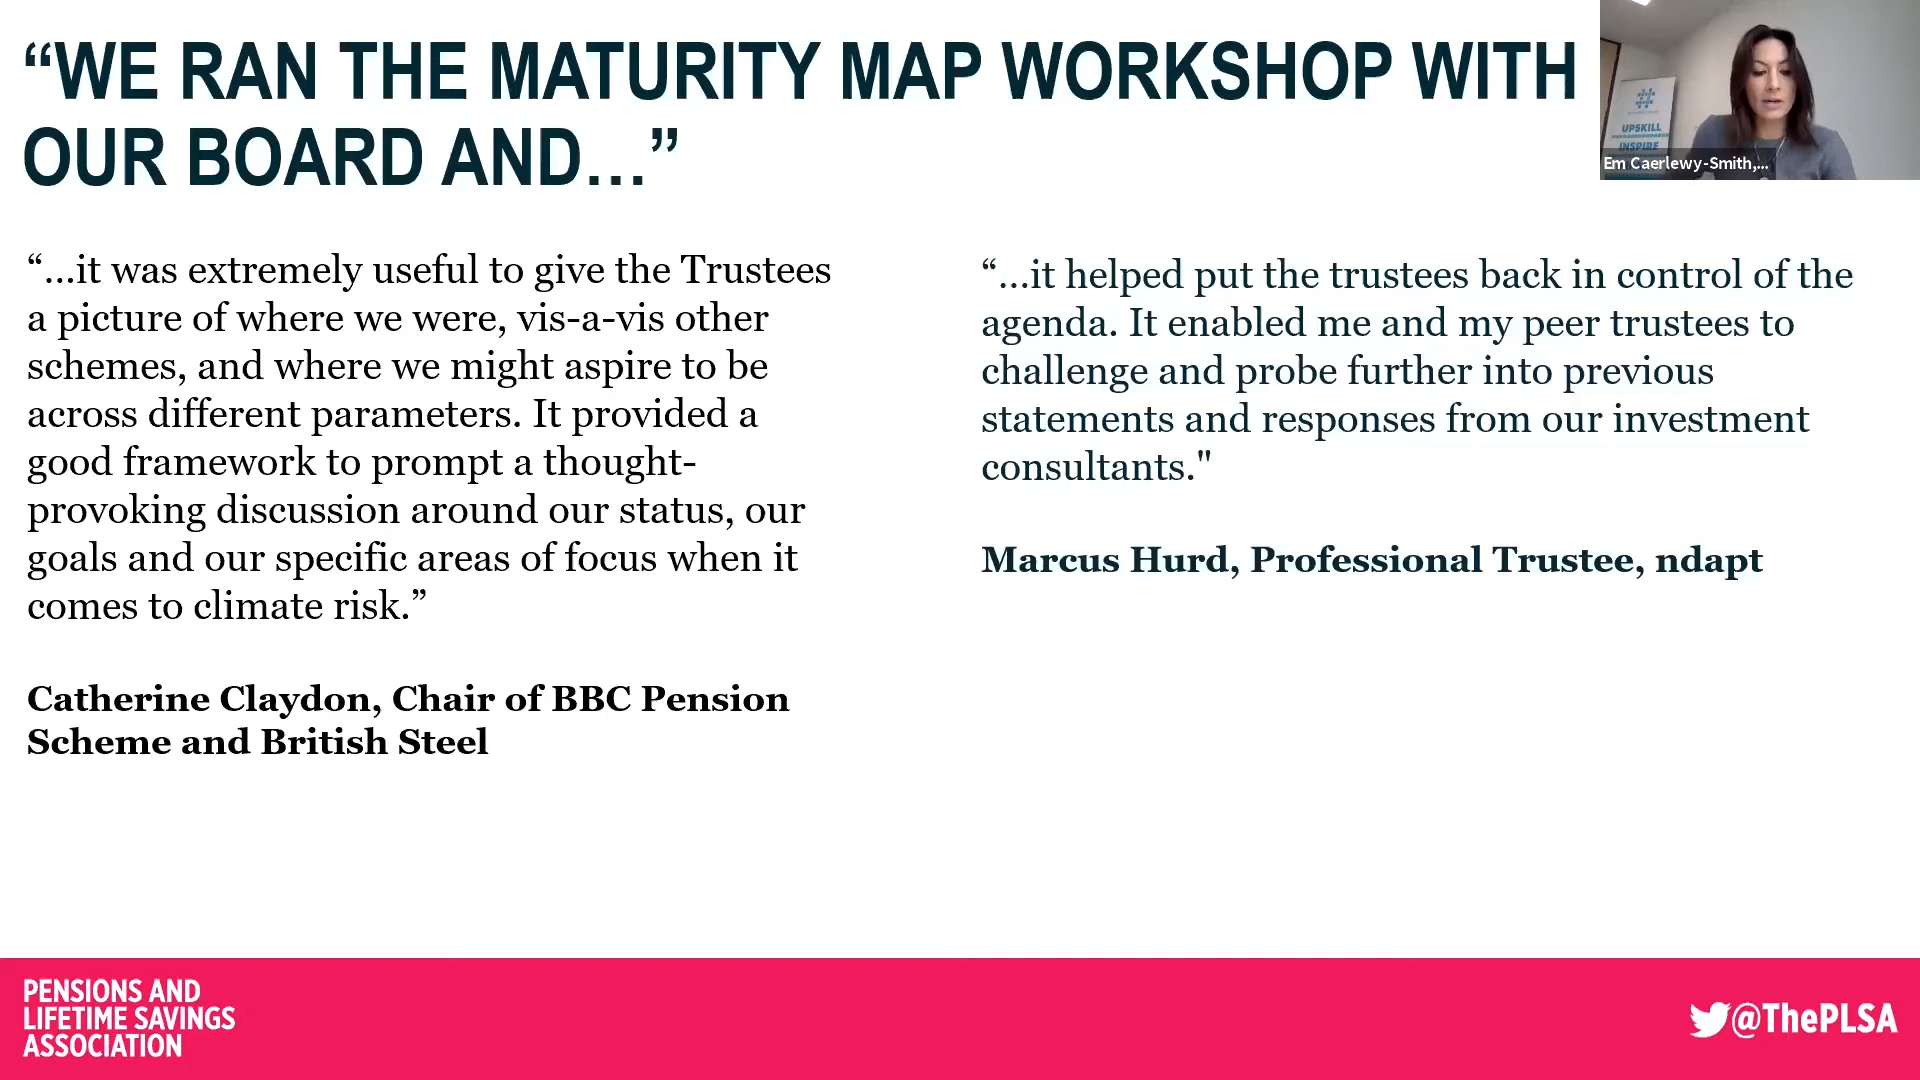 “WE RAN THE MATURITY MAP WORKSHOP WITH
OUR BOARD AND…”
UPSKILL
INSPIRE
Em Caerlewy-Smith,...
“…it was extremely useful to give the Trustees
a picture of where we were, vis-a-vis other
schemes, and where we might aspire to be
across different parameters. It provided a
good framework to prompt a thought-
provoking discussion around our status, our
goals and our specific areas of focus when it
comes to climate risk.”
Catherine Claydon, Chair of BBC Pension
Scheme and British Steel
“…it helped put the trustees back in control of the
agenda. It enabled me and my peer trustees to
challenge and probe further into previous
statements and responses from our investment
consultants."
Marcus Hurd, Professional Trustee, ndapt
PENSIONS AND
LIFETIME SAVINGS
ASSOCIATION
@ThePLSA